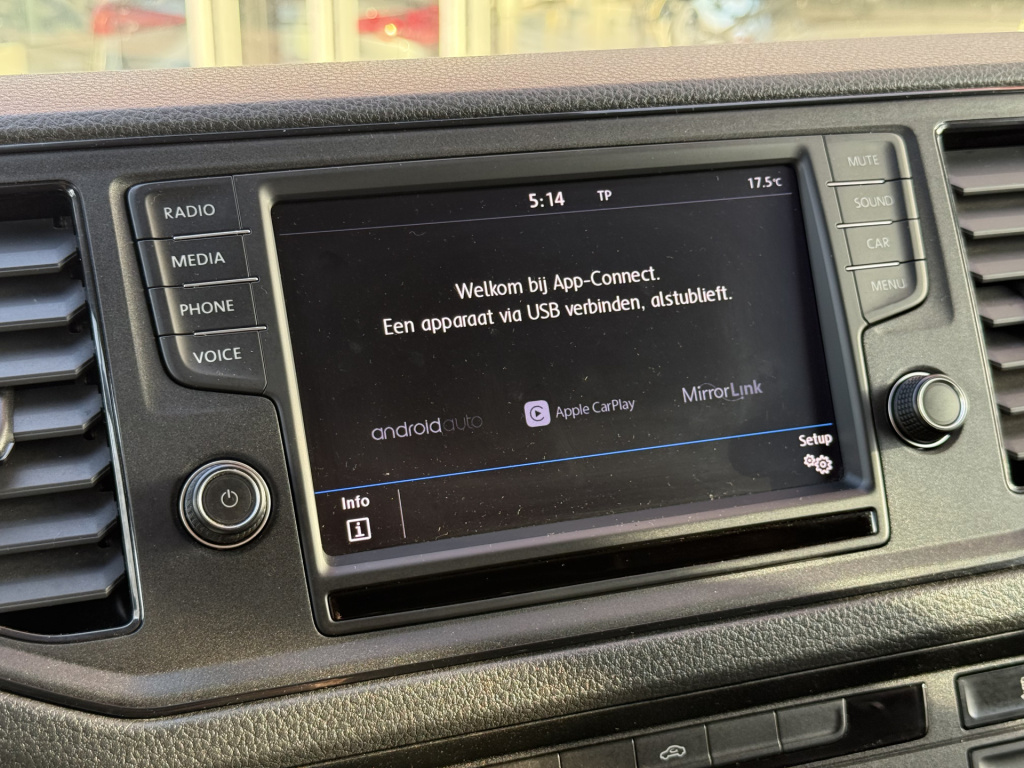 RADIO
MEDIA
PHONE
VOICE
5:14 TP 17.5°C
Welkom bij App-Connect.
Een apparaat via USB verbinden, alstublieft.
androidauto
Apple CarPlay
MirrorLink
Info
Setup
MUTE
SOUND
CAR
MENU